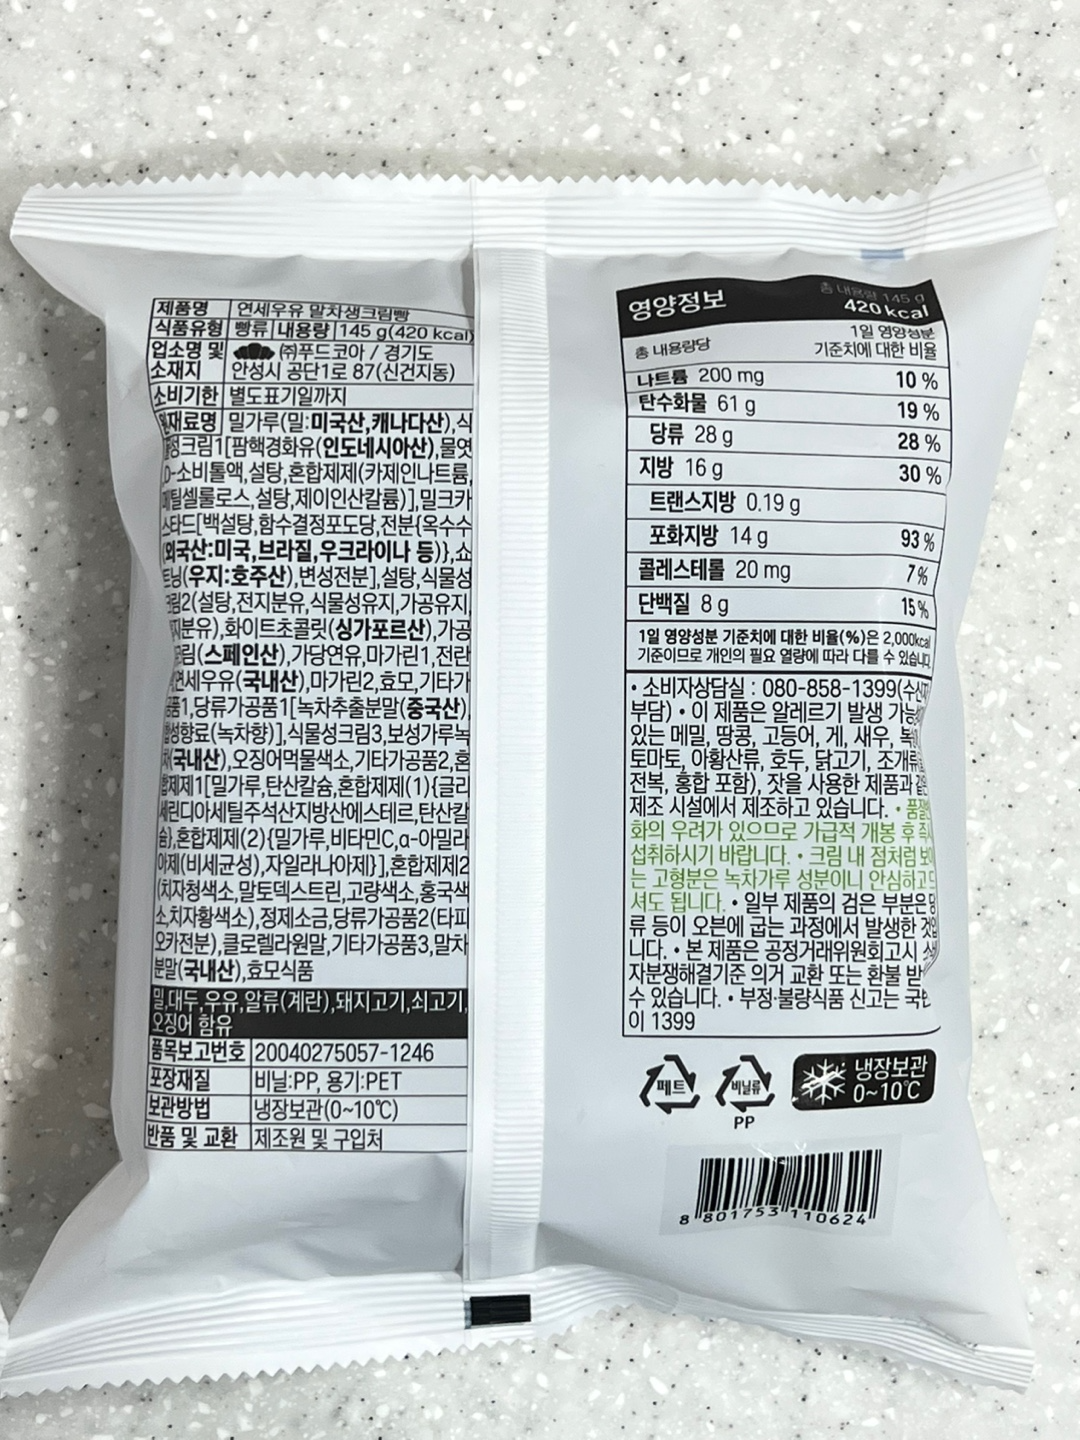 제품명 연세우유 말차생크림빵
식품유형 빵류 내용량 145 g(420 kcal)
업소명 및 ㈜푸드코아 / 경기도
소재지 안성시 공단1로 87(신건지동)
소비기한 별도표기일까지
원재료명 밀가루(밀:미국산,캐나다산),식
크림1[팜핵경화유(인도네시아산),물엿
D-소비톨액,설탕,혼합제제(카제인나트륨,
메틸셀룰로스,설탕,제이인산칼륨)],밀크카
스타드[백설탕,함수결정포도당,전분{옥수수
(외국산:미국,브라질,우크라이나 등)},쇼
트닝(우지:호주산),변성전분],설탕,식물성
크림2(설탕,전지분유,식물성유지,가공유지,
분유),화이트초콜릿(싱가포르산),가공
크림(스페인산),가당연유,마가린1,전란
연세우유(국내산),마가린2,효모,기타가
공품1,당류가공품1[녹차추출분말(중국산),
합성향료(녹차향)],식물성크림3,보성가루녹
차(국내산),오징어먹물색소,기타가공품2,혼
합제제1[밀가루,탄산칼슘,혼합제제(1){글리
세린디아세틸주석산지방산에스테르,탄산칼
슘},혼합제제(2){밀가루,비타민C,α-아밀라
아제(비세균성),자일라나아제}],혼합제제2
(치자청색소,말토덱스트린,고량색소,홍국색
소,치자황색소),정제소금,당류가공품2(타피
오카전분),클로렐라원말,기타가공품3,말차
분말(국내산),효모식품
밀,대두,우유,알류(계란),돼지고기,쇠고기,
오징어 함유
품목보고번호 20040275057-1246
포장재질 비닐:PP, 용기:PET
보관방법 냉장보관(0~10℃)
반품 및 교환 제조원 및 구입처
영양정보 총 내용량 145 g
420 kcal
총 내용량당 1일 영양성분
기준치에 대한 비율
나트륨 200 mg 10 %
탄수화물 61 g 19 %
당류 28 g 28 %
지방 16 g 30 %
트랜스지방 0.19 g
포화지방 14 g 93 %
콜레스테롤 20 mg 7 %
단백질 8 g 15 %
1일 영양성분 기준치에 대한 비율(%)은 2,000kcal
기준이므로 개인의 필요 열량에 따라 다를 수 있습니다.
• 소비자상담실 : 080-858-1399(수신자
부담) • 이 제품은 알레르기 발생 가능성이
있는 메밀, 땅콩, 고등어, 게, 새우, 복숭아,
토마토, 아황산류, 호두, 닭고기, 조개류(굴,
전복, 홍합 포함), 잣을 사용한 제품과 같은
제조 시설에서 제조하고 있습니다. • 품질변
화의 우려가 있으므로 가급적 개봉 후 즉시
섭취하시기 바랍니다. • 크림 내 점처럼 보이
는 고형분은 녹차가루 성분이니 안심하고 드
셔도 됩니다. • 일부 제품의 검은 부분은 당
류 등이 오븐에 굽는 과정에서 발생한 것입
니다. • 본 제품은 공정거래위원회고시 소비
자분쟁해결기준 의거 교환 또는 환불 받을
수 있습니다. • 부정·불량식품 신고는 국번
이 1399
페트
비닐류
PP
냉장보관
0~10℃
8 801753 110624